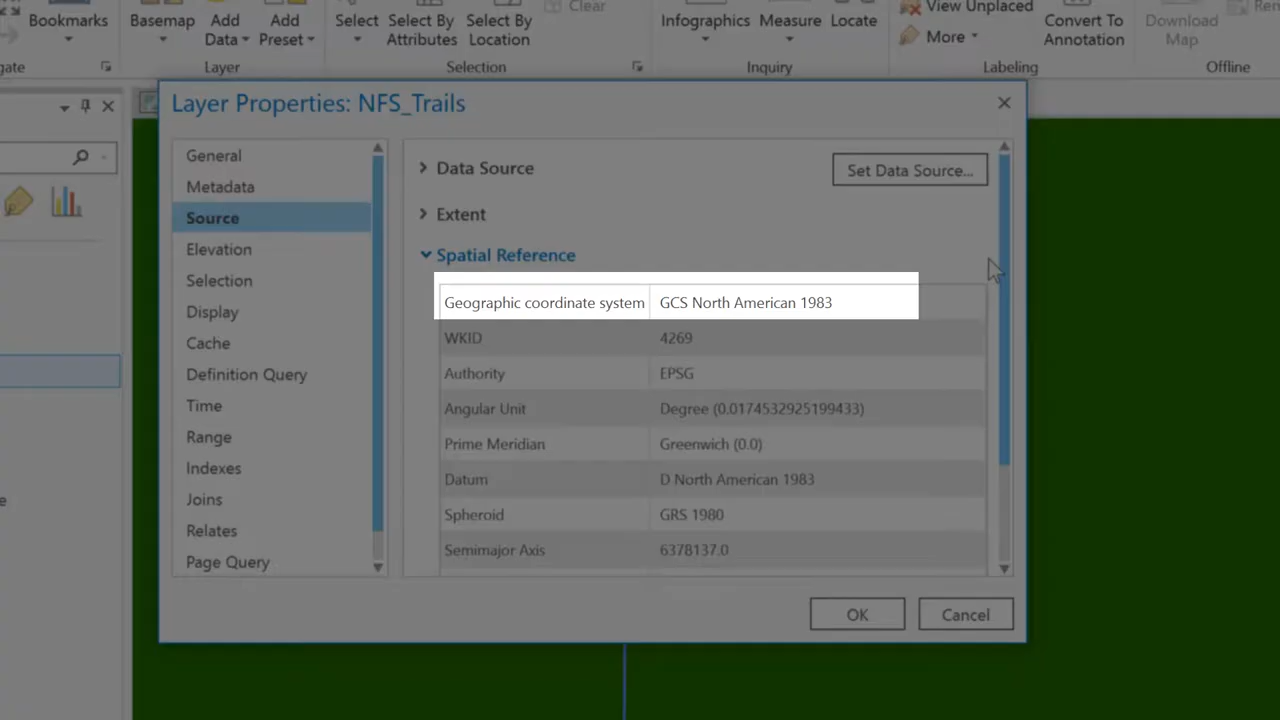 Bookmarks
Basemap
Add
Data
Add
Preset
Select
Select By
Attributes
Select By
Location
Clear
Infographics
Measure
Locate
View Unplaced
More
Convert To
Annotation
Download
Map
gate
Layer
Selection
Inquiry
Labeling
Offline
Layer Properties: NFS_Trails
General
Metadata
Source
Elevation
Selection
Display
Cache
Definition Query
Time
Range
Indexes
Joins
Relates
Page Query
Data Source
Set Data Source...
Extent
Spatial Reference
Geographic coordinate system GCS North American 1983
WKID 4269
Authority EPSG
Angular Unit Degree (0.0174532925199433)
Prime Meridian Greenwich (0.0)
Datum D North American 1983
Spheroid GRS 1980
Semimajor Axis 6378137.0
OK
Cancel